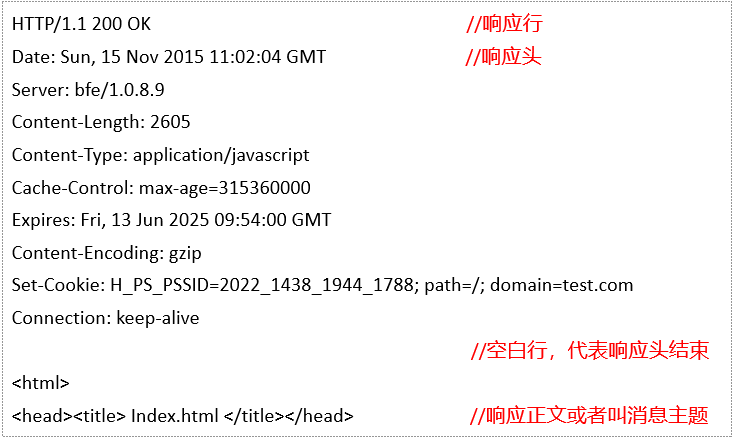 HTTP/1.1 200 OK //响应行
Date: Sun, 15 Nov 2015 11:02:04 GMT //响应头
Server: bfe/1.0.8.9
Content-Length: 2605
Content-Type: application/javascript
Cache-Control: max-age=315360000
Expires: Fri, 13 Jun 2025 09:54:00 GMT
Content-Encoding: gzip
Set-Cookie: H_PS_PSSID=2022_1438_1944_1788; path=/; domain=test.com
Connection: keep-alive
//空白行，代表响应头结束
<html>
<head><title> Index.html </title></head> //响应正文或者叫消息主题